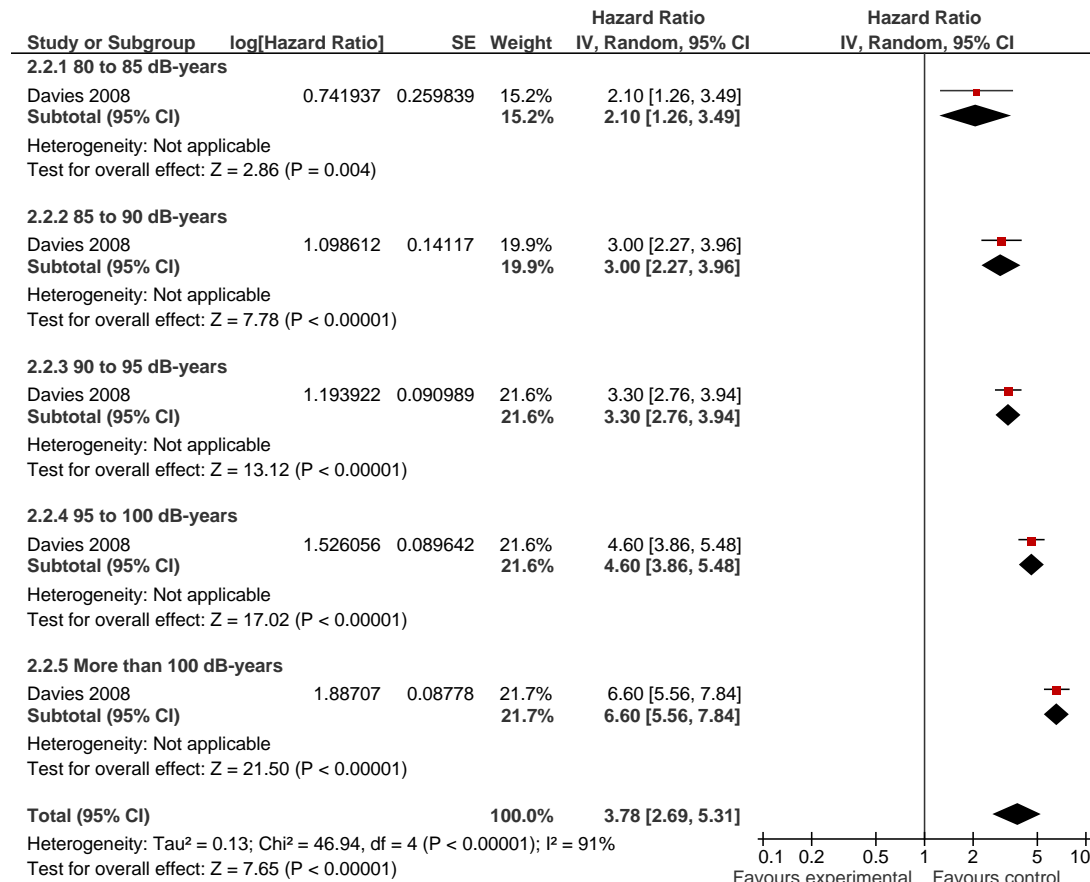 Hazard Ratio Hazard Ratio
Study or Subgroup log[Hazard Ratio] SE Weight IV, Random, 95% CI IV, Random, 95% CI
2.2.1 80 to 85 dB-years
Davies 2008 0.741937 0.259839 15.2% 2.10 [1.26, 3.49]
Subtotal (95% CI) 15.2% 2.10 [1.26, 3.49]
Heterogeneity: Not applicable
Test for overall effect: Z = 2.86 (P = 0.004)
2.2.2 85 to 90 dB-years
Davies 2008 1.098612 0.14117 19.9% 3.00 [2.27, 3.96]
Subtotal (95% CI) 19.9% 3.00 [2.27, 3.96]
Heterogeneity: Not applicable
Test for overall effect: Z = 7.78 (P < 0.00001)
2.2.3 90 to 95 dB-years
Davies 2008 1.193922 0.090989 21.6% 3.30 [2.76, 3.94]
Subtotal (95% CI) 21.6% 3.30 [2.76, 3.94]
Heterogeneity: Not applicable
Test for overall effect: Z = 13.12 (P < 0.00001)
2.2.4 95 to 100 dB-years
Davies 2008 1.526056 0.089642 21.6% 4.60 [3.86, 5.48]
Subtotal (95% CI) 21.6% 4.60 [3.86, 5.48]
Heterogeneity: Not applicable
Test for overall effect: Z = 17.02 (P < 0.00001)
2.2.5 More than 100 dB-years
Davies 2008 1.88707 0.08778 21.7% 6.60 [5.56, 7.84]
Subtotal (95% CI) 21.7% 6.60 [5.56, 7.84]
Heterogeneity: Not applicable
Test for overall effect: Z = 21.50 (P < 0.00001)
Total (95% CI) 100.0% 3.78 [2.69, 5.31]
Heterogeneity: Tau² = 0.13; Chi² = 46.94, df = 4 (P < 0.00001); I² = 91%
Test for overall effect: Z = 7.65 (P < 0.00001)
0.1 0.2 0.5 1 2 5 10
Favours experimental Favours control